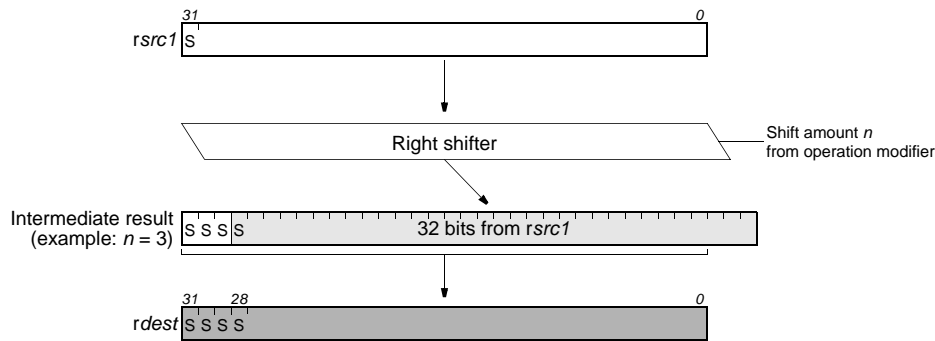 31 0
rsrc1 S
Right shifter
Shift amount n
from operation modifier
Intermediate result
(example: n = 3)
S S S S 32 bits from rsrc1
31 28 0
rdest S S S S